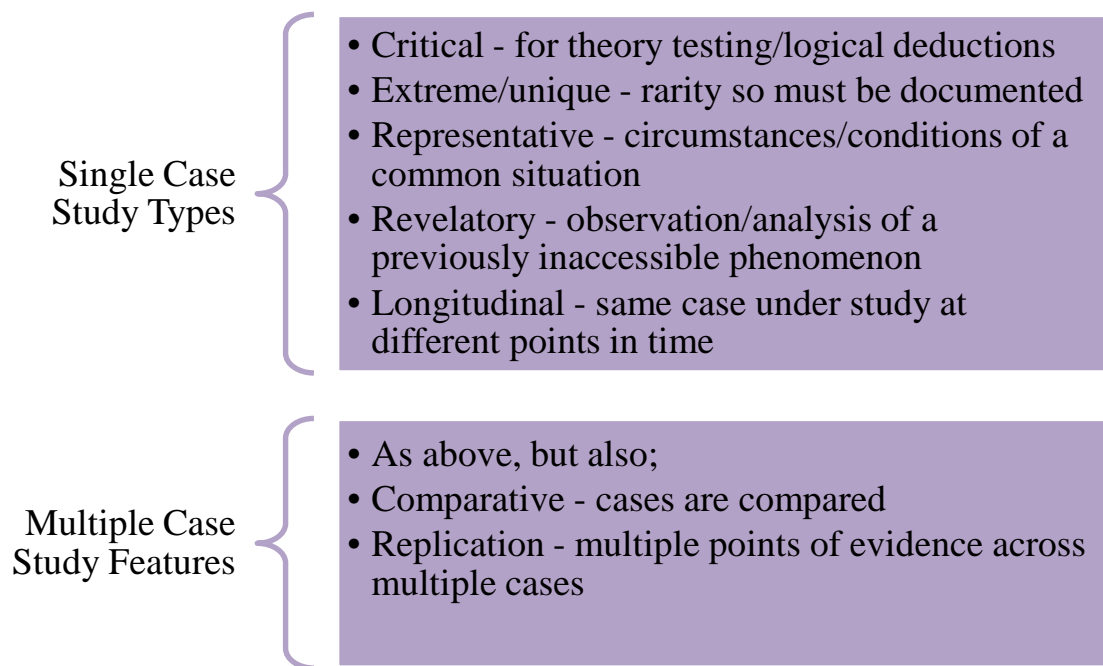 Single Case
Study Types
• Critical - for theory testing/logical deductions
• Extreme/unique - rarity so must be documented
• Representative - circumstances/conditions of a
common situation
• Revelatory - observation/analysis of a
previously inaccessible phenomenon
• Longitudinal - same case under study at
different points in time
Multiple Case
Study Features
• As above, but also;
• Comparative - cases are compared
• Replication - multiple points of evidence across
multiple cases